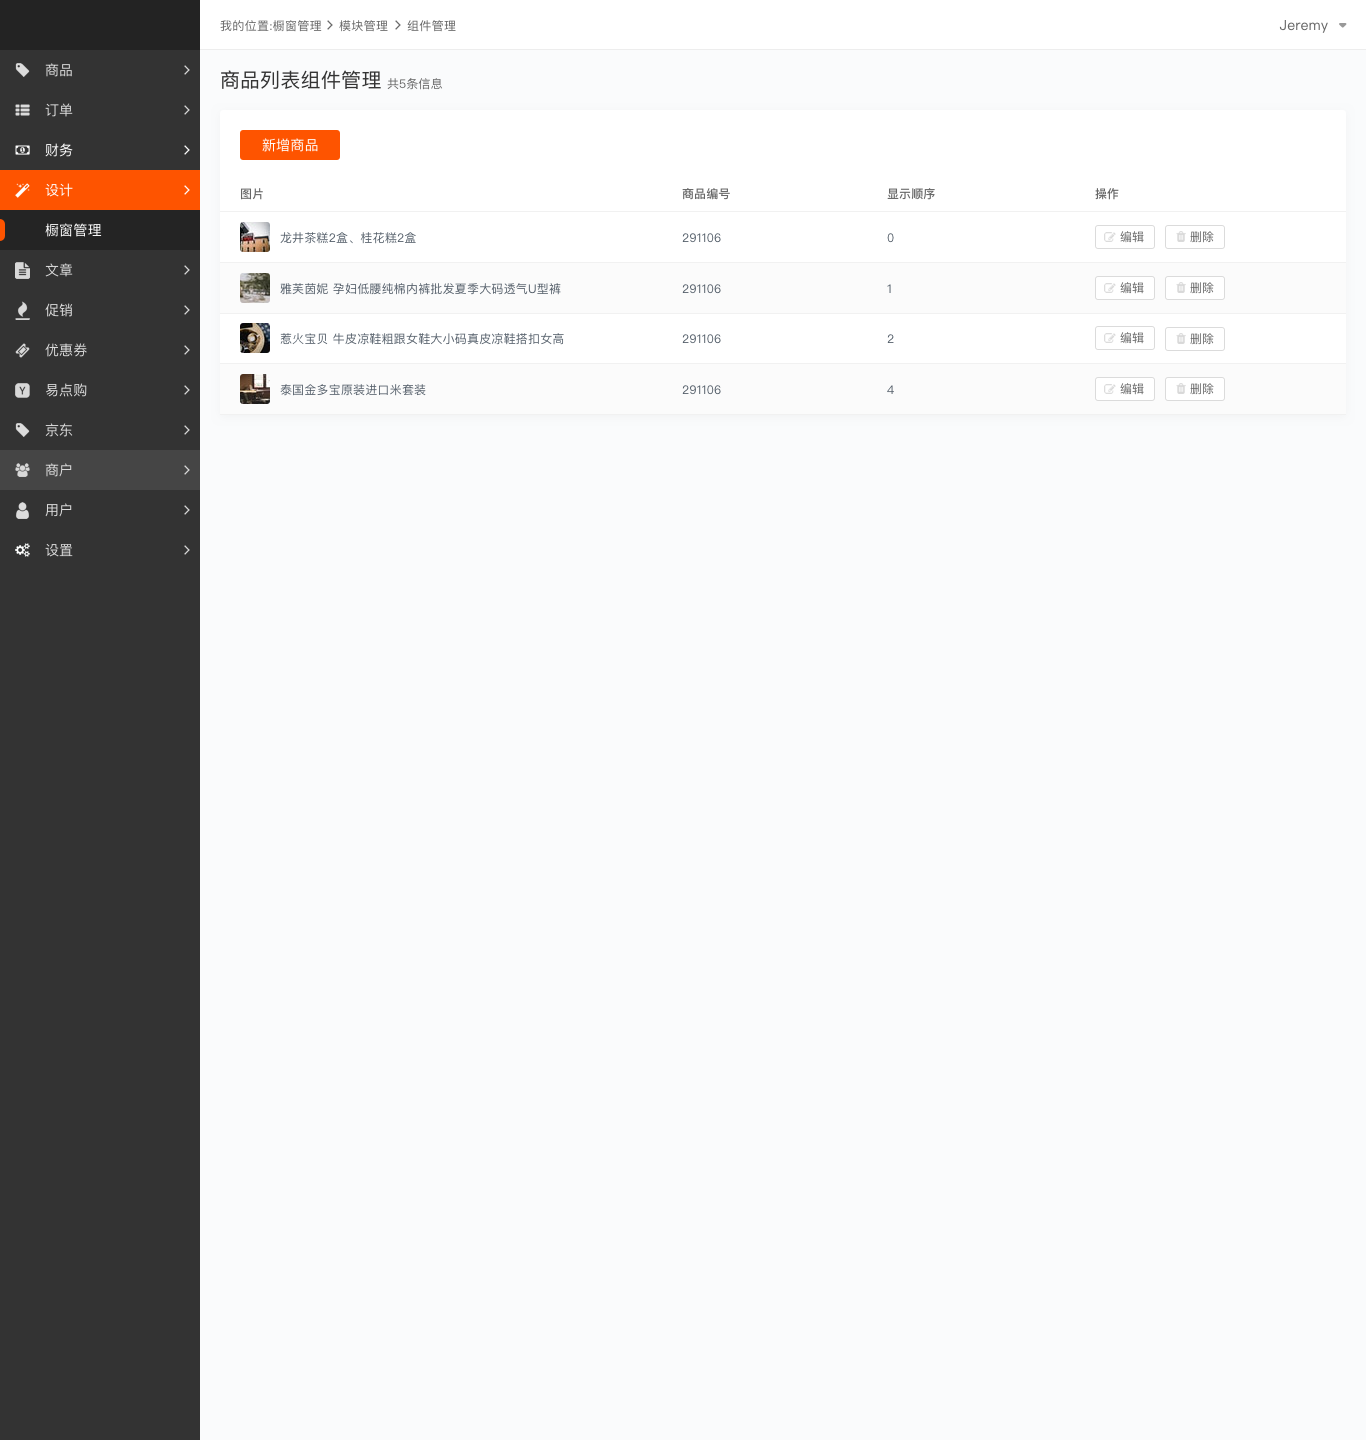 我的位置:橱窗管理 > 模块管理 > 组件管理
Jeremy
商品
订单
财务
设计
橱窗管理
文章
促销
优惠券
易点购
京东
商户
用户
设置
商品列表组件管理 共5条信息
新增商品
图片 商品编号 显示顺序 操作
龙井茶糕2盒、桂花糕2盒 291106 0 编辑 删除
雅芙茵妮 孕妇低腰纯棉内裤批发夏季大码透气U型裤 291106 1 编辑 删除
惹火宝贝 牛皮凉鞋粗跟女鞋大小码真皮凉鞋搭扣女高 291106 2 编辑 删除
泰国金多宝原装进口米套装 291106 4 编辑 删除